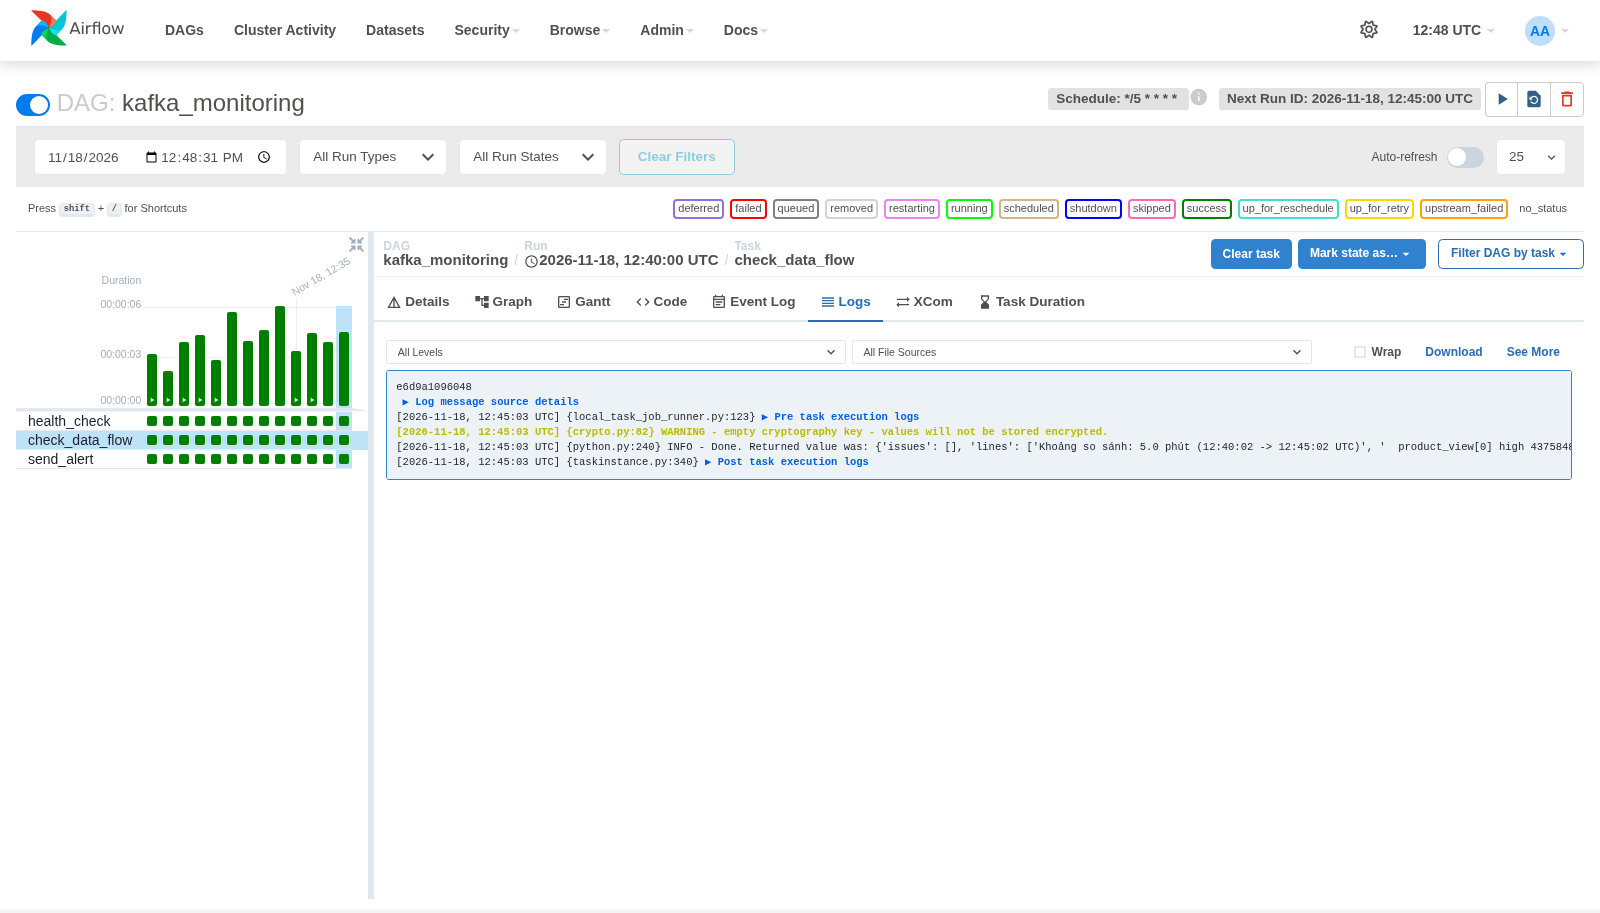 Airflow
DAGs Cluster Activity Datasets Security Browse Admin Docs 12:48 UTC AA
DAG: kafka_monitoring
Schedule: */5 * * * * Next Run ID: 2026-11-18, 12:45:00 UTC
11/18/2026 12:48:31 PM All Run Types All Run States Clear Filters Auto-refresh 25
Press shift + / for Shortcuts
deferred failed queued removed restarting running scheduled shutdown skipped success up_for_reschedule up_for_retry upstream_failed no_status
Duration
Nov 18, 12:35
00:00:06
00:00:03
00:00:00
health_check
check_data_flow
send_alert
DAG Run Task
kafka_monitoring / 2026-11-18, 12:40:00 UTC / check_data_flow
Clear task Mark state as... Filter DAG by task
Details Graph Gantt Code Event Log Logs XCom Task Duration
All Levels All File Sources Wrap Download See More
e6d9a1096048
▶ Log message source details
[2026-11-18, 12:45:03 UTC] {local_task_job_runner.py:123} ▶ Pre task execution logs
[2026-11-18, 12:45:03 UTC] {crypto.py:82} WARNING - empty cryptography key - values will not be stored encrypted.
[2026-11-18, 12:45:03 UTC] {python.py:240} INFO - Done. Returned value was: {'issues': [], 'lines': ['Khoảng so sánh: 5.0 phút (12:40:02 -> 12:45:02 UTC)', '  product_view[0] high 4375848
[2026-11-18, 12:45:03 UTC] {taskinstance.py:340} ▶ Post task execution logs